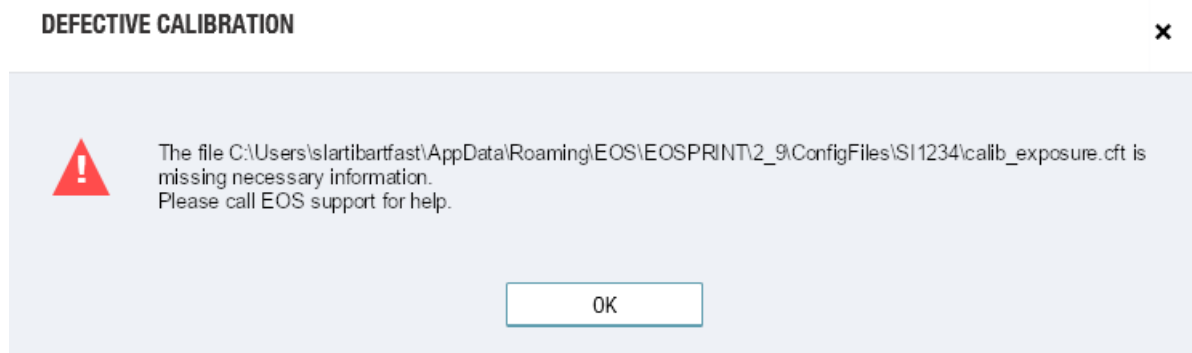 DEFECTIVE CALIBRATION
The file C:\Users\slartibartfast\AppData\Roaming\EOS\EOSPRINT\2_9\ConfigFiles\SI1234\calib_exposure.cft is
missing necessary information.
Please call EOS support for help.
OK